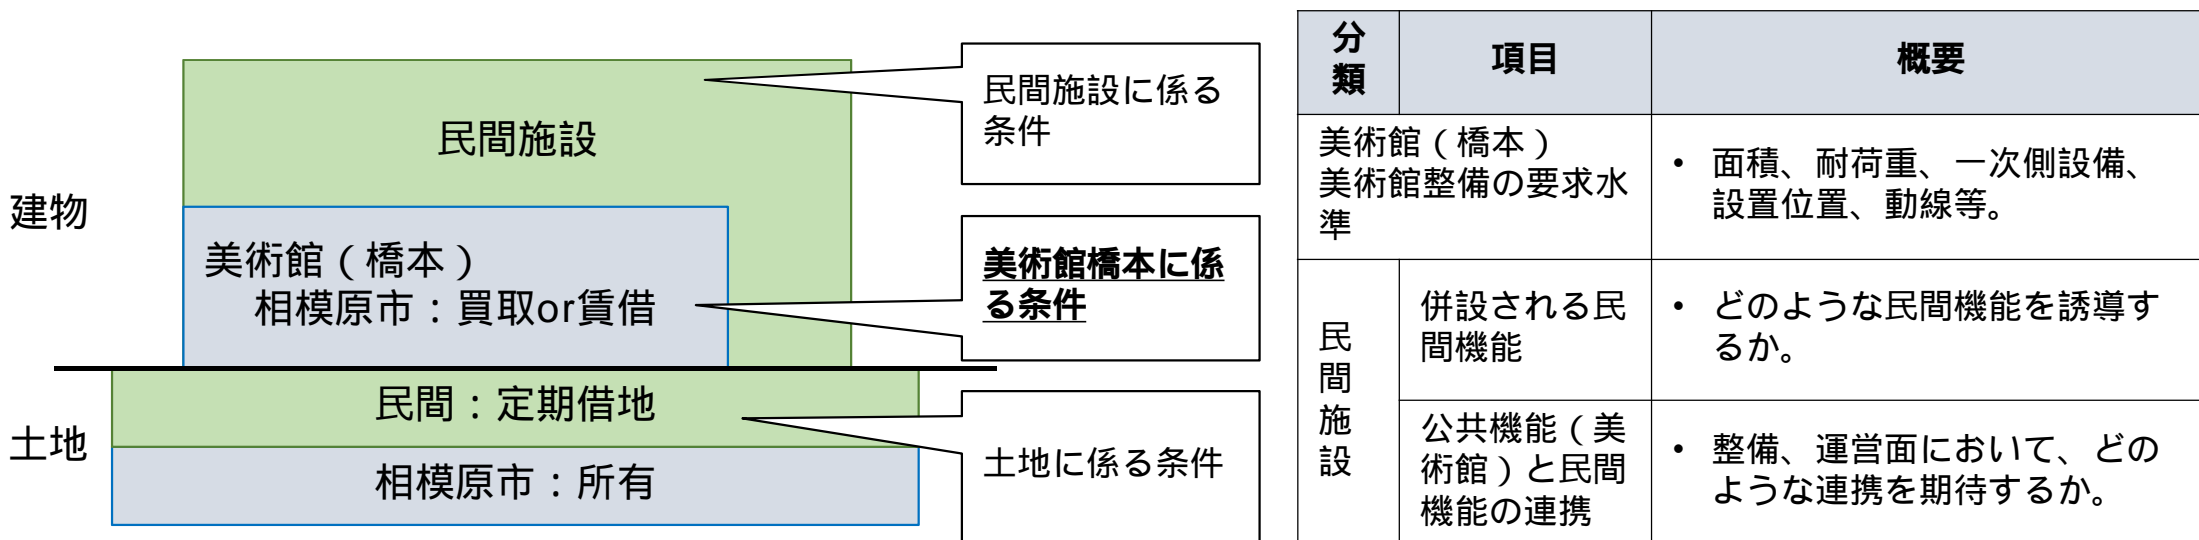 建物
土地
民間施設
美術館（橋本）
相模原市：買取or賃借
民間：定期借地
相模原市：所有
民間施設に係る
条件
美術館橋本に係
る条件
土地に係る条件
分
類
項目
概要
美術館（橋本）
美術館整備の要求水
準
• 面積、耐荷重、一次側設備、
設置位置、動線等。
民
間
施
設
併設される民
間機能
• どのような民間機能を誘導す
るか。
公共機能（美
術館）と民間
機能の連携
• 整備、運営面において、どの
ような連携を期待するか。